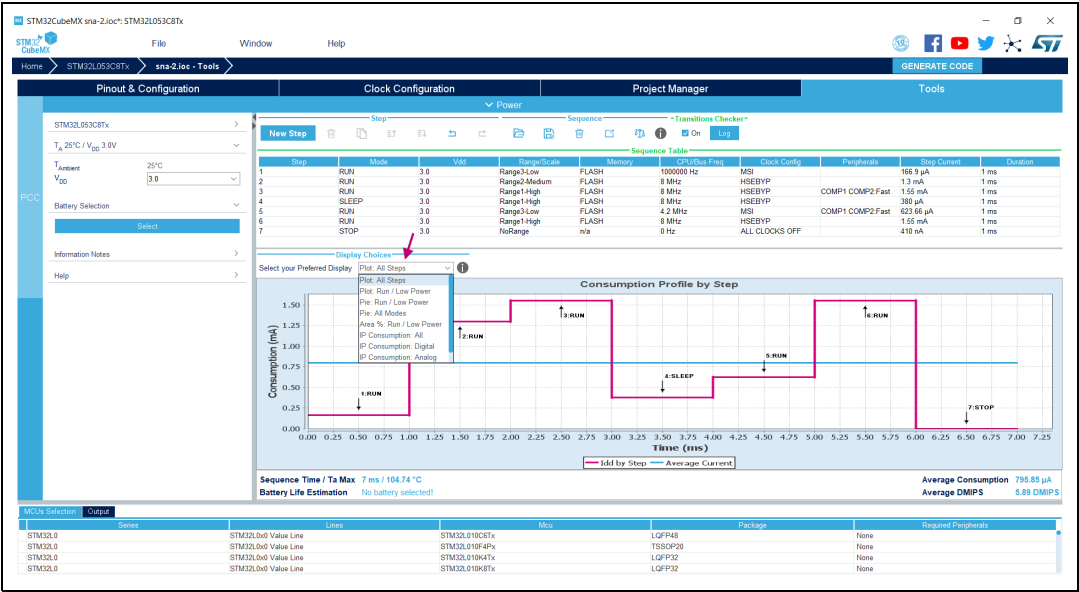 STM32CubeMX sna-2.ioc*: STM32L053C8Tx
STM32 CubeMX File Window Help
Home STM32L053C8Tx sna-2.ioc - Tools GENERATE CODE
Pinout & Configuration Clock Configuration Project Manager Tools
Power
PCC
STM32L053C8Tx
TA 25°C / VDD 3.0V
TAmbient 25°C
VDD 3.0
Battery Selection
Select
Information Notes
Help
Step Sequence Transitions Checker
New Step On Log
Sequence Table
Step Mode Vdd Range/Scale Memory CPU/Bus Freq Clock Config Peripherals Step Current Duration
1 RUN 3.0 Range3-Low FLASH 1000000 Hz MSI 166.9 µA 1 ms
2 RUN 3.0 Range2-Medium FLASH 8 MHz HSEBYP 1.3 mA 1 ms
3 RUN 3.0 Range1-High FLASH 8 MHz HSEBYP COMP1 COMP2:Fast 1.55 mA 1 ms
4 SLEEP 3.0 Range1-High FLASH 8 MHz HSEBYP 380 µA 1 ms
5 RUN 3.0 Range3-Low FLASH 4.2 MHz MSI COMP1 COMP2:Fast 623.66 µA 1 ms
6 RUN 3.0 Range1-High FLASH 8 MHz HSEBYP 1.55 mA 1 ms
7 STOP 3.0 NoRange n/a 0 Hz ALL CLOCKS OFF 410 nA 1 ms
Display Choices
Select your Preferred Display Plot: All Steps
Plot: All Steps
Plot: Run / Low Power
Pie: Run / Low Power
Pie: All Modes
Area %: Run / Low Power
IP Consumption: All
IP Consumption: Digital
IP Consumption: Analog
Consumption Profile by Step
Consumption (mA)
1.50
1.25
1.00
0.75
0.50
0.25
0.00
1:RUN
2:RUN
3:RUN
4:SLEEP
5:RUN
6:RUN
7:STOP
0.00 0.25 0.50 0.75 1.00 1.25 1.50 1.75 2.00 2.25 2.50 2.75 3.00 3.25 3.50 3.75 4.00 4.25 4.50 4.75 5.00 5.25 5.50 5.75 6.00 6.25 6.50 6.75 7.00 7.25
Time (ms)
Idd by Step Average Current
Sequence Time / Ta Max 7 ms / 104.74 °C Average Consumption 795.85 µA
Battery Life Estimation No battery selected! Average DMIPS 5.89 DMIPS
MCUs Selection Output
Series Lines Mcu Package Required Peripherals
STM32L0 STM32L0x0 Value Line STM32L010C6Tx LQFP48 None
STM32L0 STM32L0x0 Value Line STM32L010F4Px TSSOP20 None
STM32L0 STM32L0x0 Value Line STM32L010K4Tx LQFP32 None
STM32L0 STM32L0x0 Value Line STM32L010K8Tx LQFP32 None